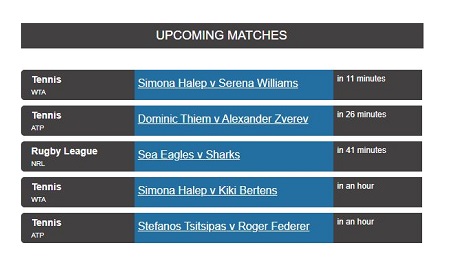 UPCOMING MATCHES
Tennis
WTA
Simona Halep v Serena Williams
in 11 minutes
Tennis
ATP
Dominic Thiem v Alexander Zverev
in 26 minutes
Rugby League
NRL
Sea Eagles v Sharks
in 41 minutes
Tennis
WTA
Simona Halep v Kiki Bertens
in an hour
Tennis
ATP
Stefanos Tsitsipas v Roger Federer
in an hour